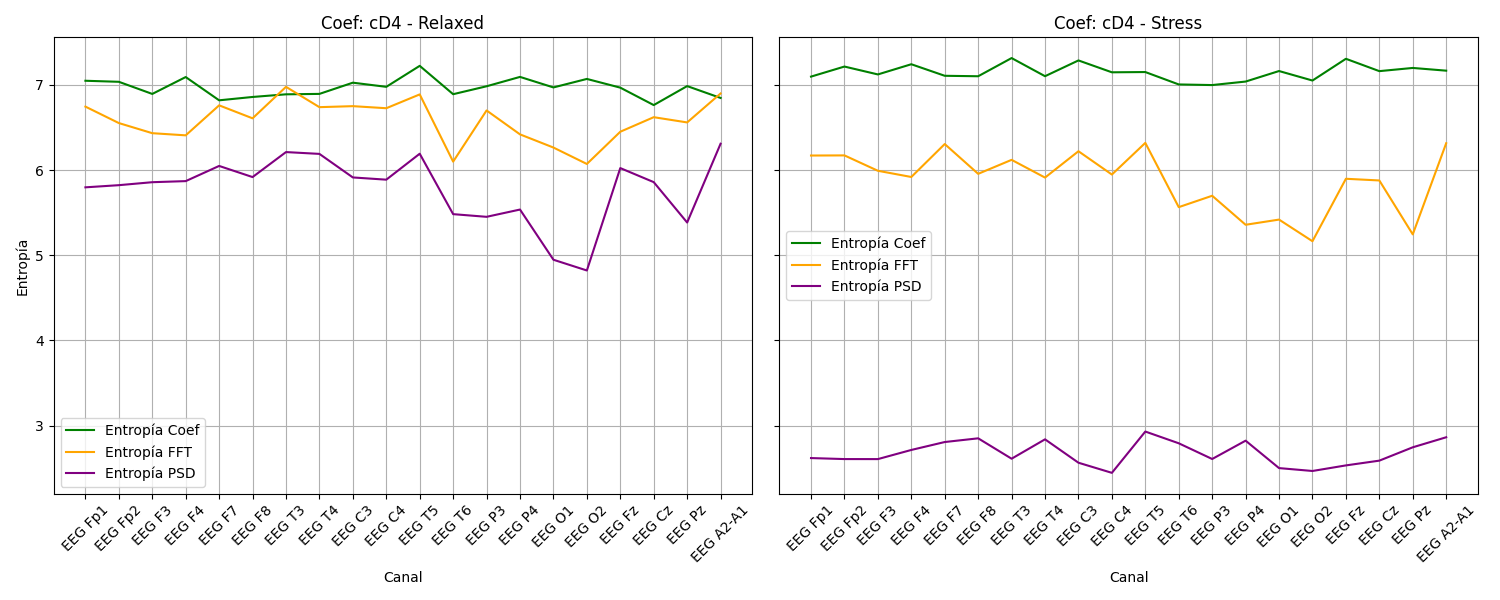 Coef: cD4 - Relaxed
Entropía
7
6
5
4
3
Entropía Coef
Entropía FFT
Entropía PSD
EEG Fp1
EEG Fp2
EEG F3
EEG F4
EEG F7
EEG F8
EEG T3
EEG T4
EEG C3
EEG C4
EEG T5
EEG T6
EEG P3
EEG P4
EEG O1
EEG O2
EEG Fz
EEG Cz
EEG Pz
EEG A2-A1
Canal
Coef: cD4 - Stress
Entropía Coef
Entropía FFT
Entropía PSD
EEG Fp1
EEG Fp2
EEG F3
EEG F4
EEG F7
EEG F8
EEG T3
EEG T4
EEG C3
EEG C4
EEG T5
EEG T6
EEG P3
EEG P4
EEG O1
EEG O2
EEG Fz
EEG Cz
EEG Pz
EEG A2-A1
Canal